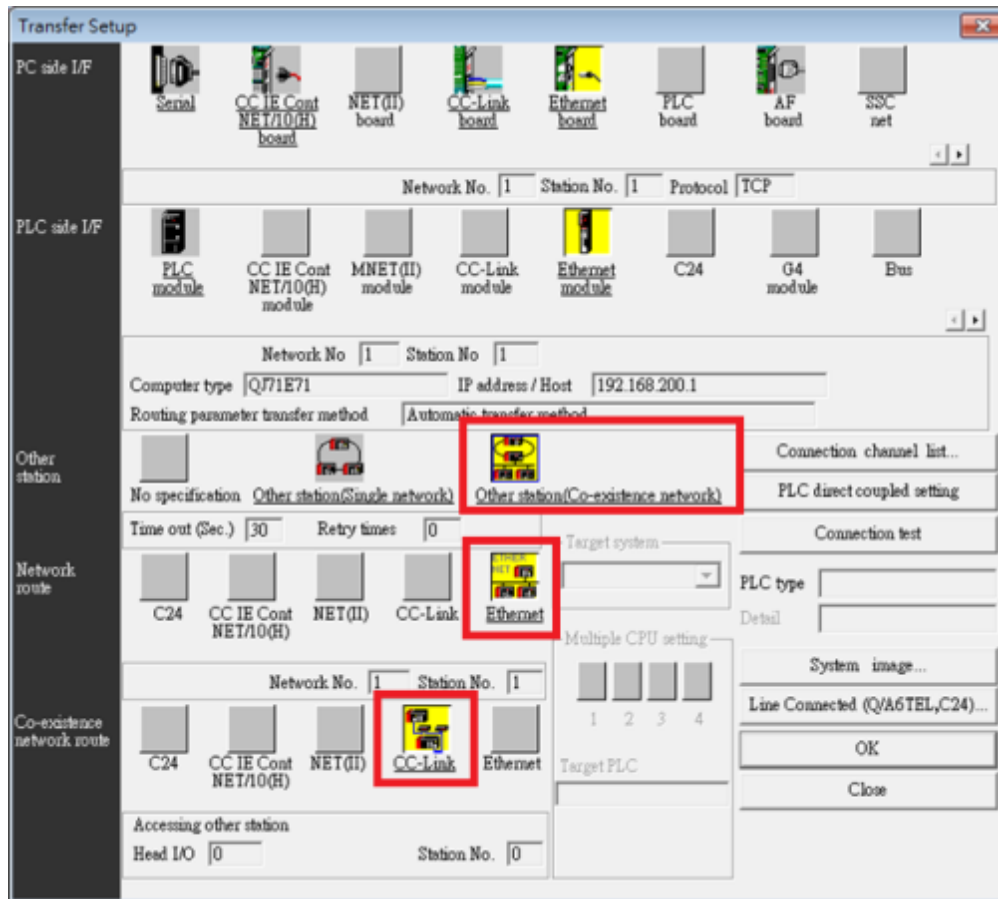 Transfer Setup
PC side I/F
Serial
CC IE Cont
NET/10(H)
board
NET(II)
board
CC-Link
board
Ethernet
board
PLC
board
AF
board
SSC
net
Network No. 1 Station No. 1 Protocol TCP
PLC side I/F
PLC
module
CC IE Cont
NET/10(H)
module
MNET(II)
module
CC-Link
module
Ethernet
module
C24
G4
module
Bus
Network No 1 Station No 1
Computer type QJ71E71 IP address / Host 192.168.200.1
Routing parameter transfer method Automatic transfer method
Other
station
No specification
Other station(Single network)
Other station(Co-existence network)
Connection channel list...
PLC direct coupled setting
Time out (Sec.) 30 Retry times 0
Connection test
Target system
Network
route
C24
CC IE Cont
NET/10(H)
NET(II)
CC-Link
ETHER
NET
Ethernet
PLC type
Detail
Multiple CPU setting
1 2 3 4
System image...
Network No. 1 Station No. 1
Line Connected (Q/A6TEL,C24)...
Co-existence
network route
C24
CC IE Cont
NET/10(H)
NET(II)
CC-Link
Ethernet
Target PLC
OK
Close
Accessing other station
Head I/O 0 Station No. 0